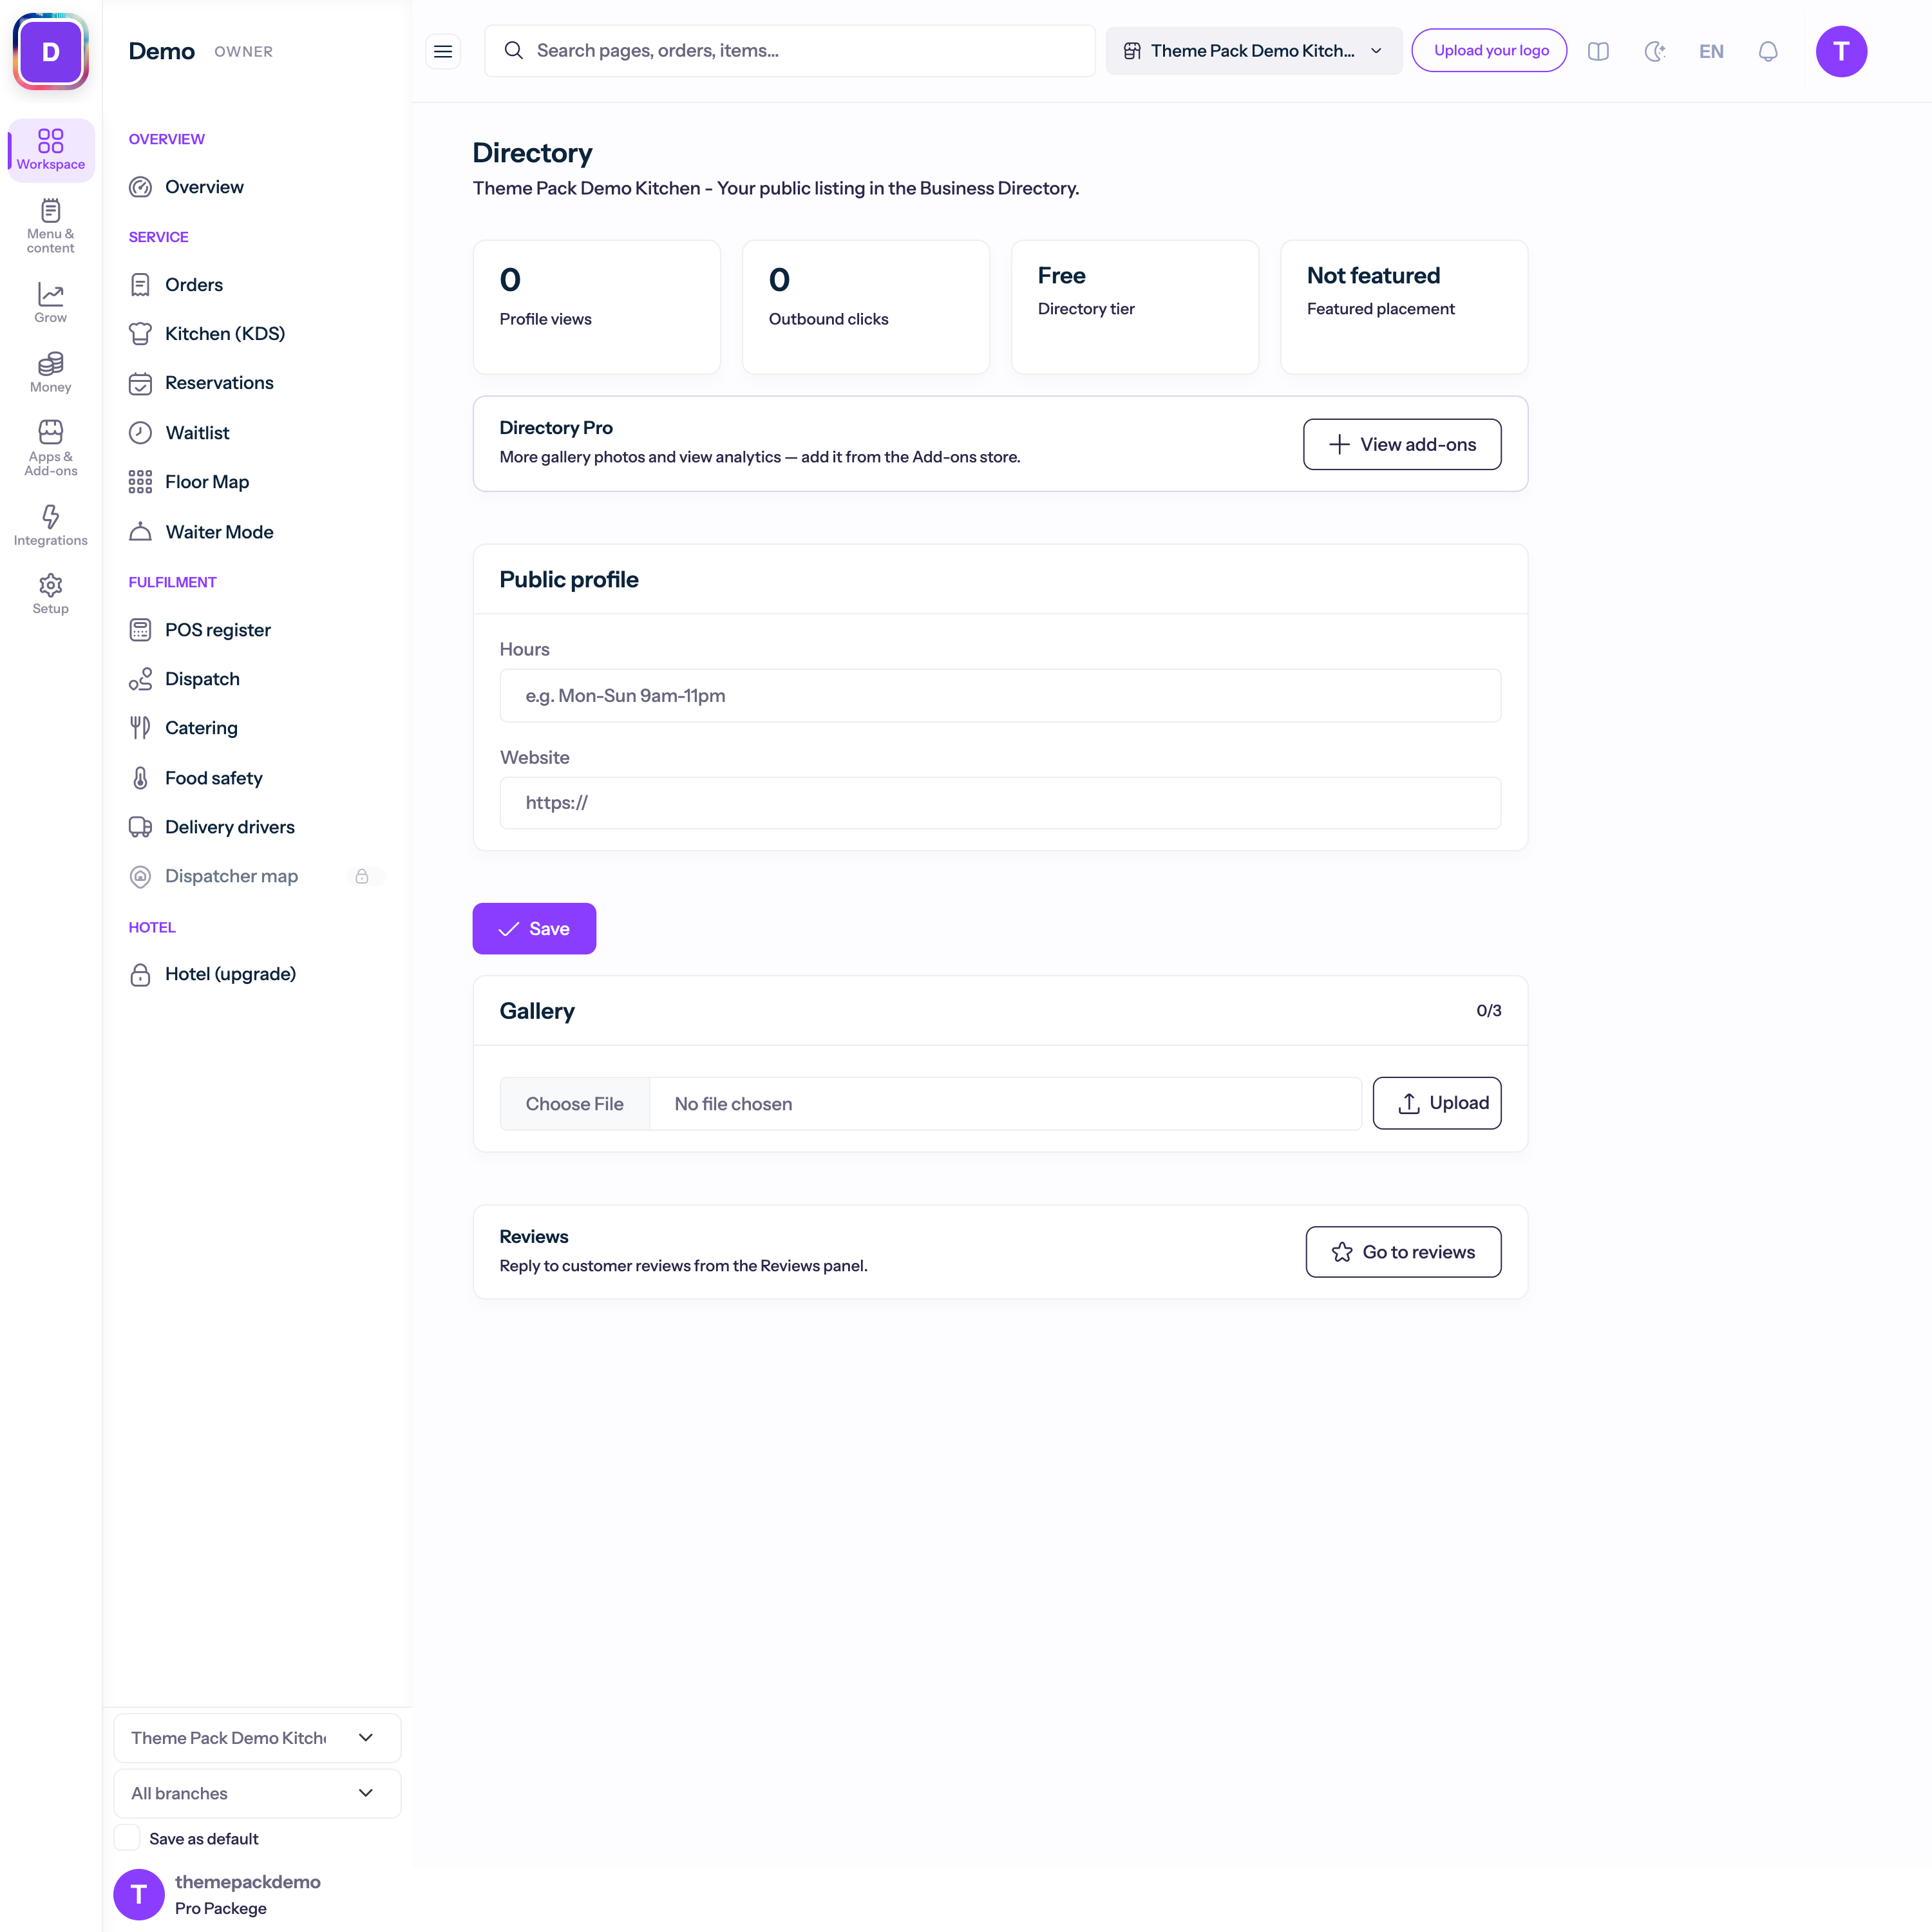 D
Demo OWNER
Search pages, orders, items...
Theme Pack Demo Kitch...
Upload your logo
EN
T
Workspace
Menu &
content
Grow
Money
Apps &
Add-ons
Integrations
Setup
OVERVIEW
Overview
SERVICE
Orders
Kitchen (KDS)
Reservations
Waitlist
Floor Map
Waiter Mode
FULFILMENT
POS register
Dispatch
Catering
Food safety
Delivery drivers
Dispatcher map
HOTEL
Hotel (upgrade)
Theme Pack Demo Kitche
All branches
Save as default
T
themepackdemo
Pro Packege
Directory
Theme Pack Demo Kitchen - Your public listing in the Business Directory.
0
Profile views
0
Outbound clicks
Free
Directory tier
Not featured
Featured placement
Directory Pro
More gallery photos and view analytics — add it from the Add-ons store.
View add-ons
Public profile
Hours
e.g. Mon-Sun 9am-11pm
Website
https://
Save
Gallery
0/3
Choose File No file chosen
Upload
Reviews
Reply to customer reviews from the Reviews panel.
Go to reviews